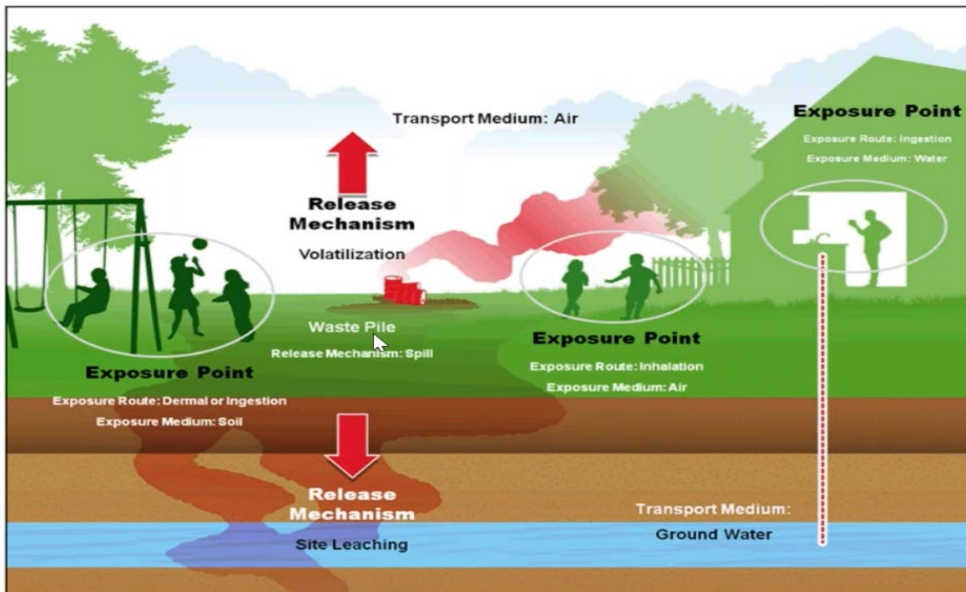 Transport Medium: Air
Exposure Point
Exposure Route: Ingestion
Exposure Medium: Water
Release
Mechanism
Volatilization
Waste Pile
Release Mechanism: Spill
Exposure Point
Exposure Route: Inhalation
Exposure Medium: Air
Exposure Point
Exposure Route: Dermal or Ingestion
Exposure Medium: Soil
Release
Mechanism
Site Leaching
Transport Medium:
Ground Water